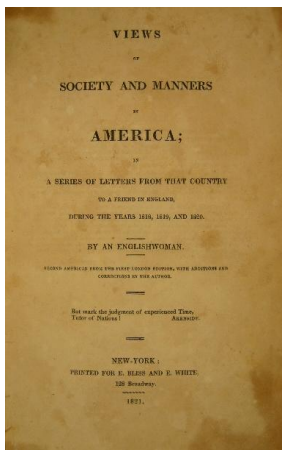 VIEWS
OF
SOCIETY AND MANNERS
IN
AMERICA;
IN
A SERIES OF LETTERS FROM THAT COUNTRY
TO A FRIEND IN ENGLAND,
DURING THE YEARS 1818, 1819, AND 1820.
BY AN ENGLISHWOMAN.
FROM THE FIRST LONDON EDITION, WITH ADDITIONS AND
CORRECTIONS BY THE AUTHOR.
But mark the judgment of experienced Time,
Tutor of Nations! AKENSIDE.
NEW-YORK:
PRINTED FOR E. BLISS AND E. WHITE,
128 Broadway.
1821.